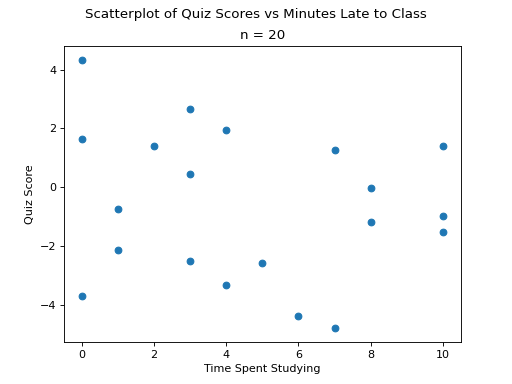 Scatterplot of Quiz Scores vs Minutes Late to Class
n = 20
4
2
0
−2
−4
Quiz Score
0 2 4 6 8 10
Time Spent Studying